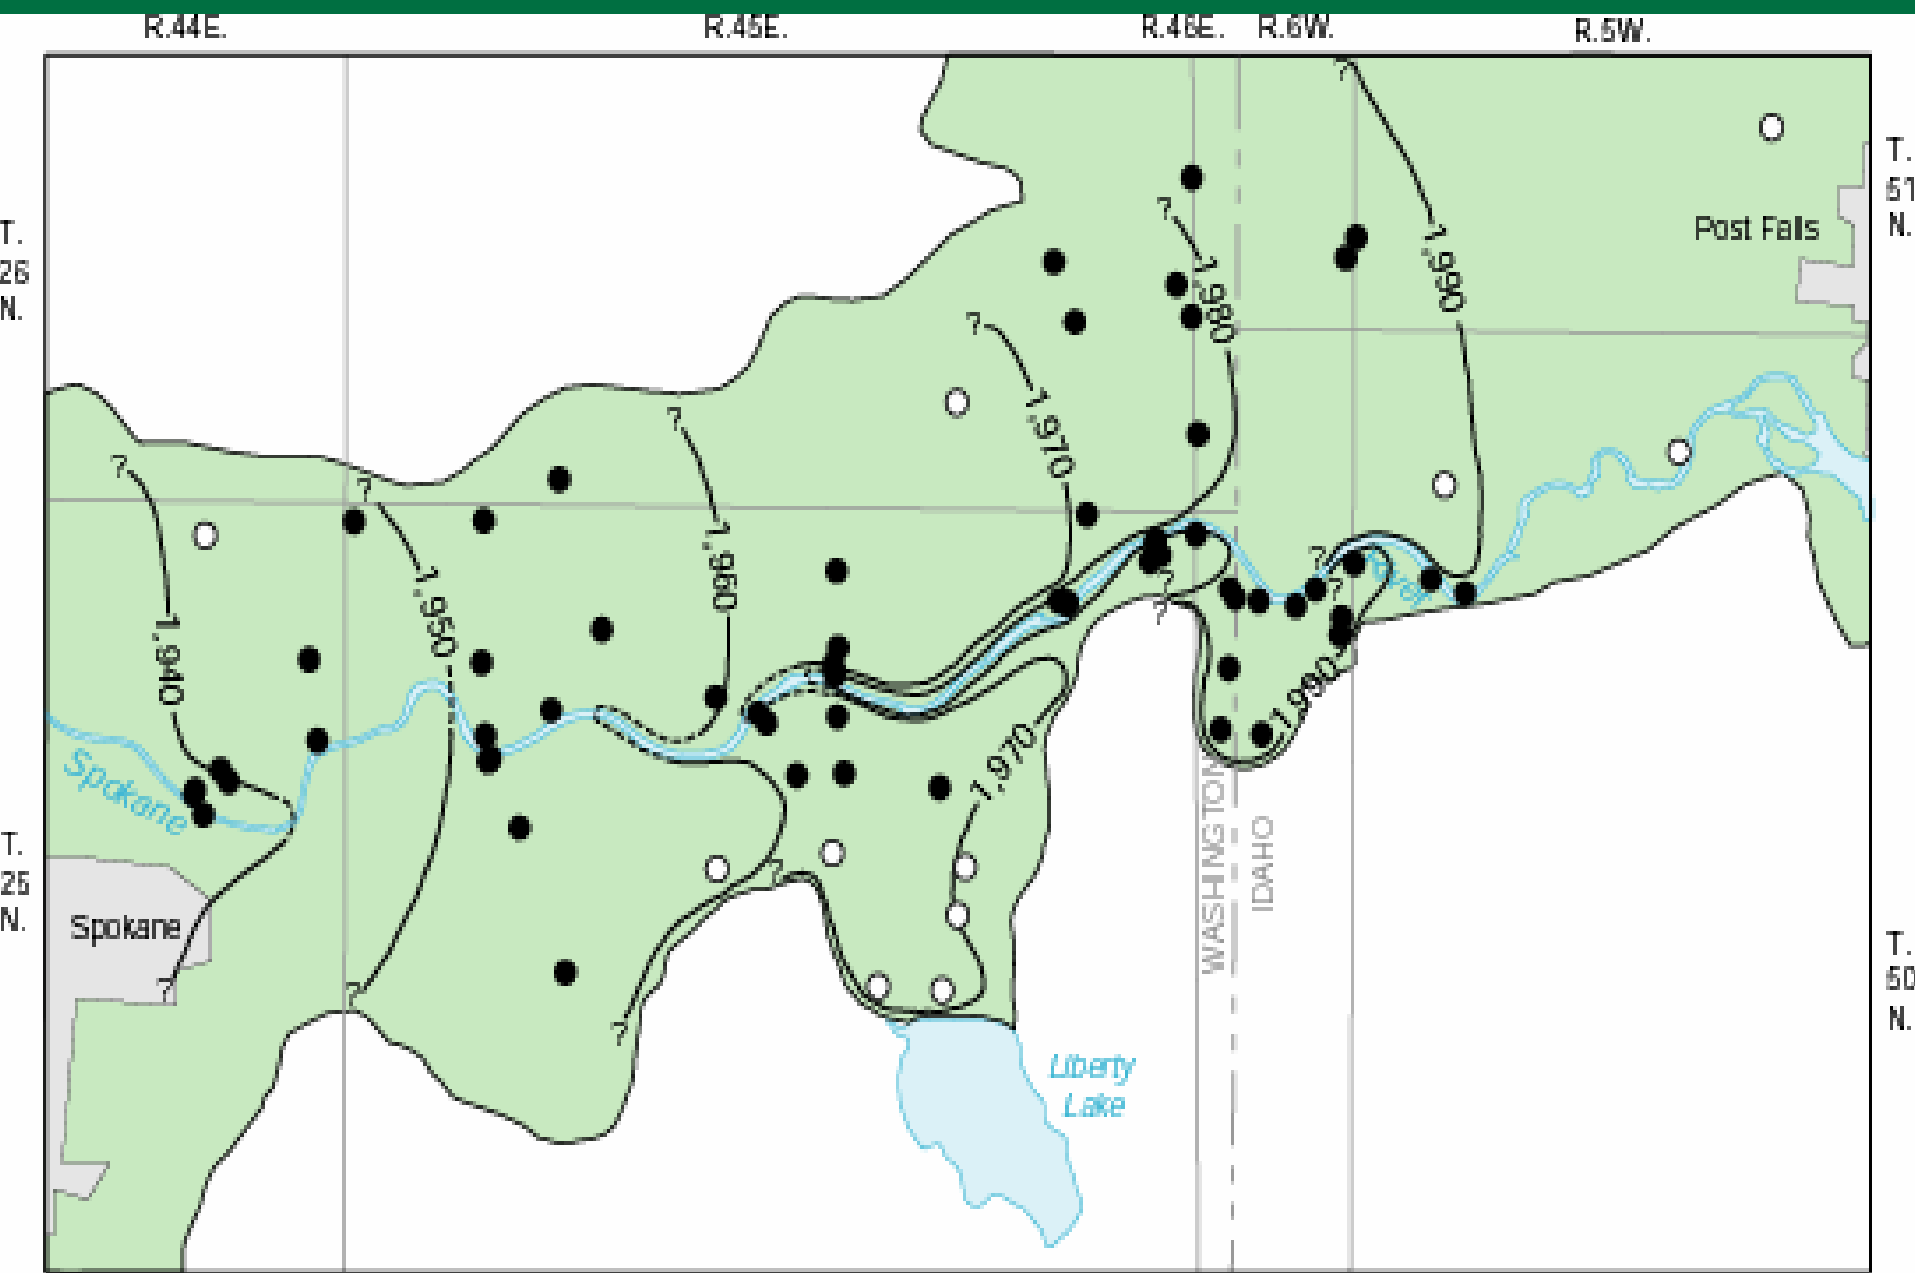 R.44E. R.45E. R.46E. R.6W. R.5W.
T.
51
N.
T.
26
N.
Post Falls
?
?
1,990
1,980
?
1,970
?
1,960
?
1,940
?
1,950
?
?
River
?
?
?
1,990
1,970
Spokane
WASHINGTON
IDAHO
T.
25
N.
Spokane
?
?
?
?
T.
50
N.
Liberty
Lake